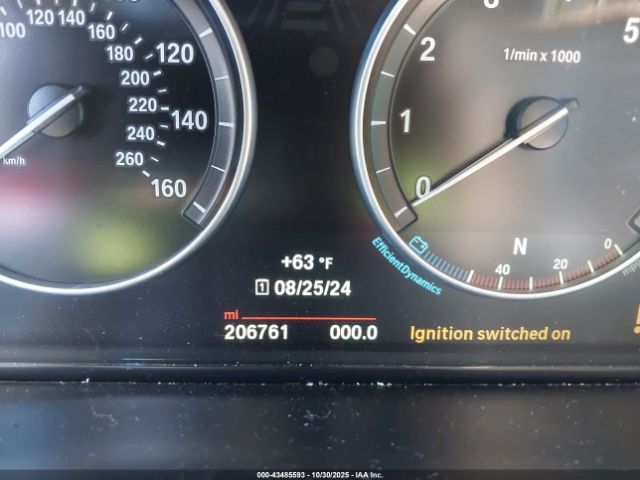 100
120
160
180
120
200
220
140
240
260
160
km/h
2
5
1/min x 1000
1
0
N
EfficientDynamics
40
20
0
+63 °F
1 08/25/24
mi
206761 000.0
Ignition switched on
000-43485593 - 10/30/2025 - IAA Inc.